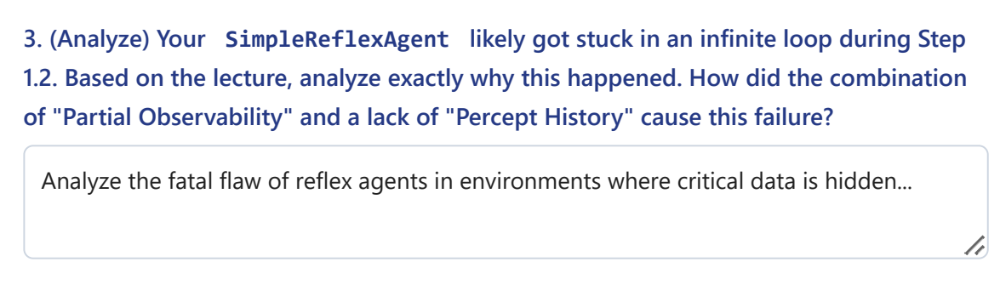 3. (Analyze) Your SimpleReflexAgent likely got stuck in an infinite loop during Step
1.2. Based on the lecture, analyze exactly why this happened. How did the combination
of "Partial Observability" and a lack of "Percept History" cause this failure?
Analyze the fatal flaw of reflex agents in environments where critical data is hidden...